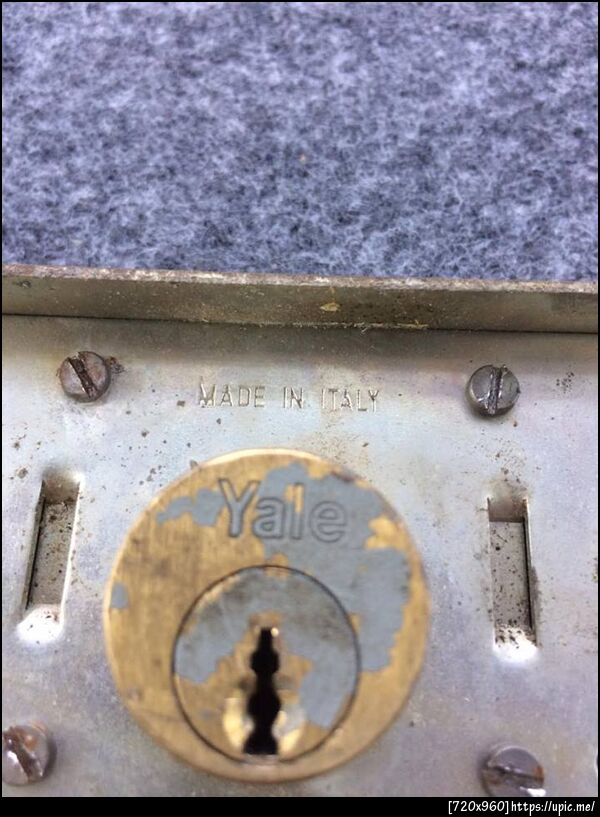 MADE IN ITALY
Yale
[720x960]https://upic.me/